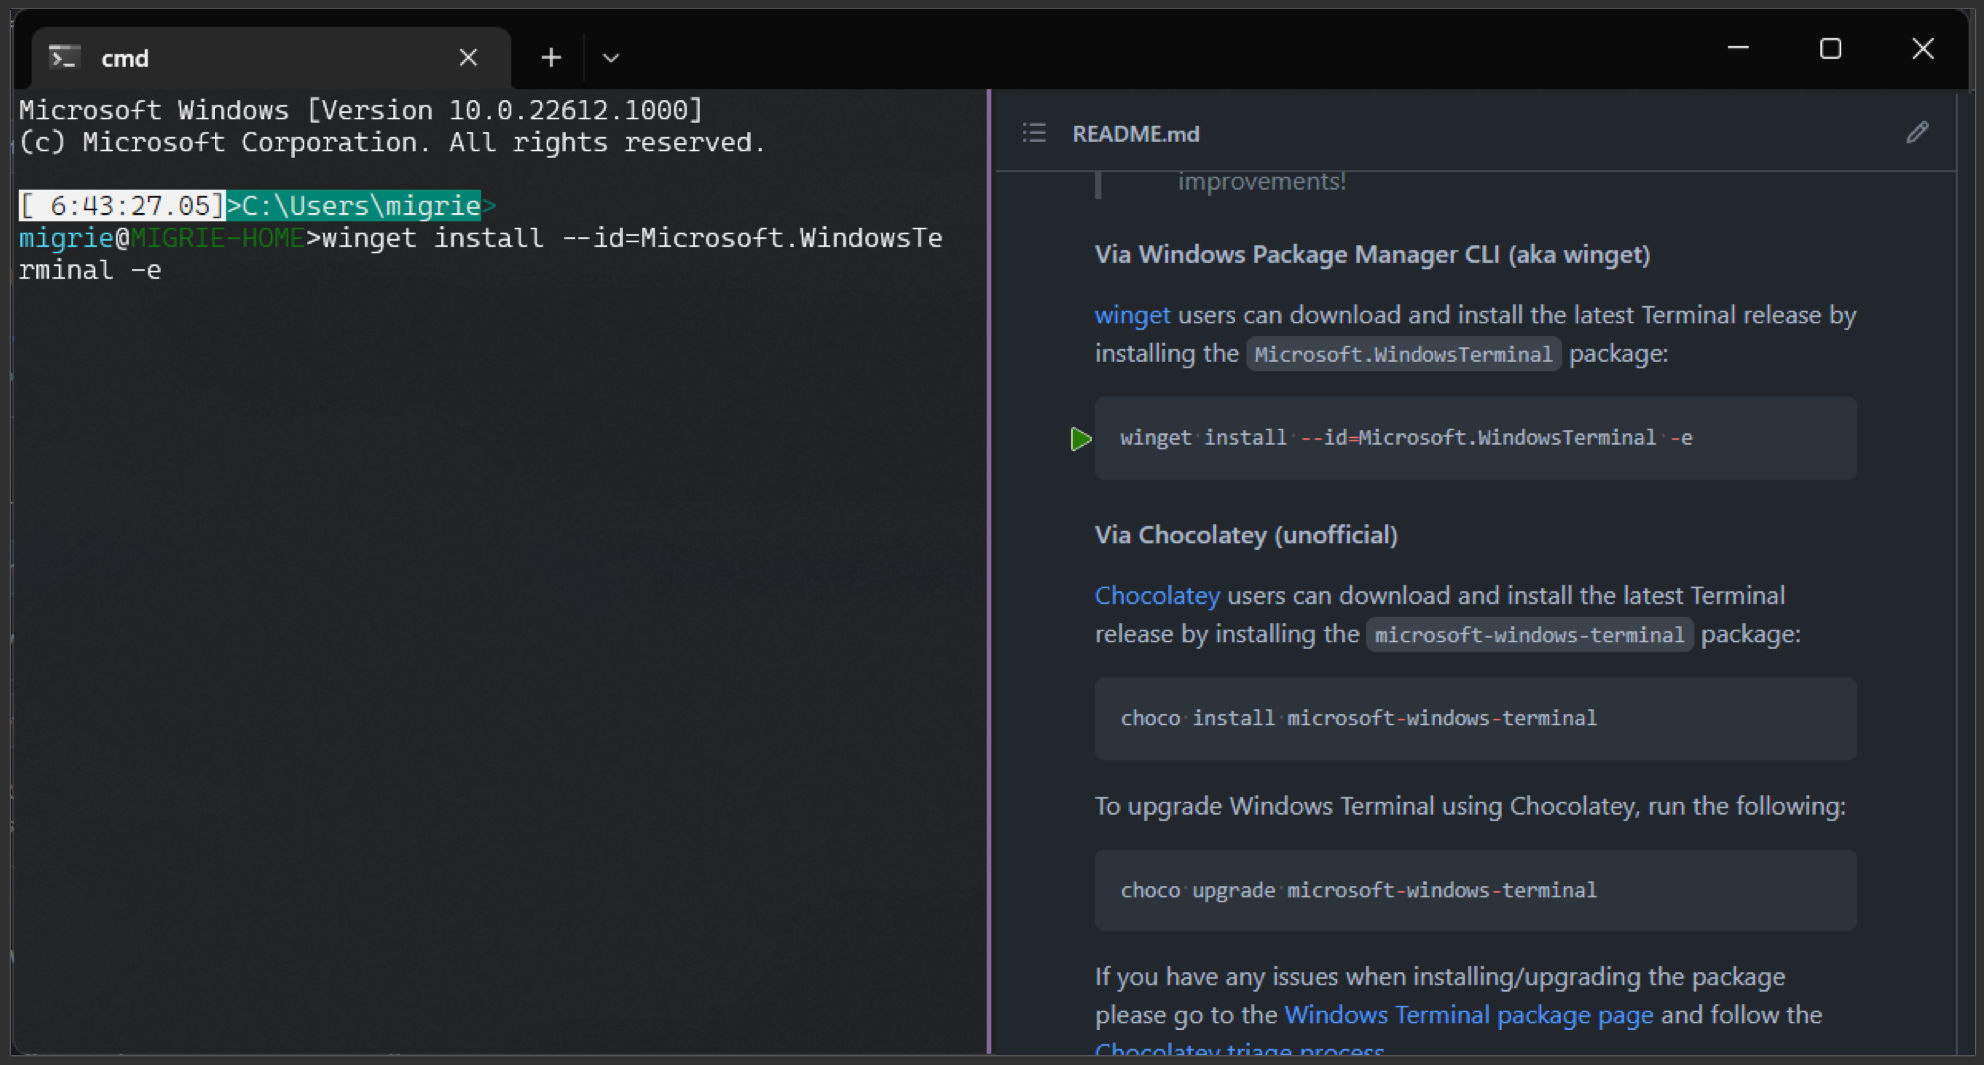 cmd
Microsoft Windows [Version 10.0.22612.1000]
(c) Microsoft Corporation. All rights reserved.
[ 6:43:27.05]>C:\Users\migrie>
migrie@MIGRIE-HOME>winget install --id=Microsoft.WindowsTe
rminal -e
README.md
improvements!
Via Windows Package Manager CLI (aka winget)
winget users can download and install the latest Terminal release by
installing the Microsoft.WindowsTerminal package:
winget install --id=Microsoft.WindowsTerminal -e
Via Chocolatey (unofficial)
Chocolatey users can download and install the latest Terminal
release by installing the microsoft-windows-terminal package:
choco install microsoft-windows-terminal
To upgrade Windows Terminal using Chocolatey, run the following:
choco upgrade microsoft-windows-terminal
If you have any issues when installing/upgrading the package
please go to the Windows Terminal package page and follow the
Chocolatey triage process